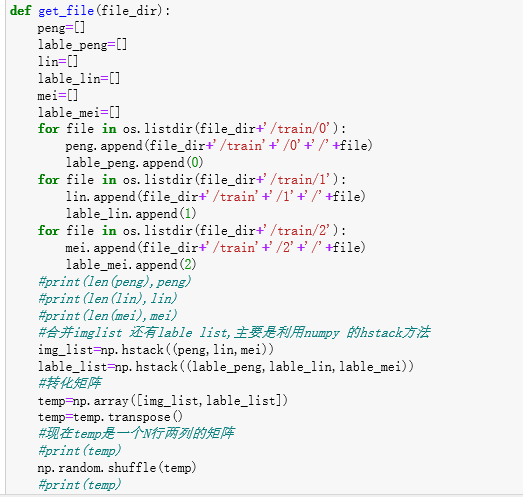 def get_file(file_dir):
    peng=[]
    lable_peng=[]
    lin=[]
    lable_lin=[]
    mei=[]
    lable_mei=[]
    for file in os.listdir(file_dir+'/train/0'):
        peng.append(file_dir+'/train'+'/0'+'/'+file)
        lable_peng.append(0)
    for file in os.listdir(file_dir+'/train/1'):
        lin.append(file_dir+'/train'+'/1'+'/'+file)
        lable_lin.append(1)
    for file in os.listdir(file_dir+'/train/2'):
        mei.append(file_dir+'/train'+'/2'+'/'+file)
        lable_mei.append(2)
    #print(len(peng),peng)
    #print(len(lin),lin)
    #print(len(mei),mei)
    #合并imglist 还有lable list,主要是利用numpy 的hstack方法
    img_list=np.hstack((peng,lin,mei))
    lable_list=np.hstack((lable_peng,lable_lin,lable_mei))
    #转化矩阵
    temp=np.array([img_list,lable_list])
    temp=temp.transpose()
    #现在temp是一个N行两列的矩阵
    #print(temp)
    np.random.shuffle(temp)
    #print(temp)